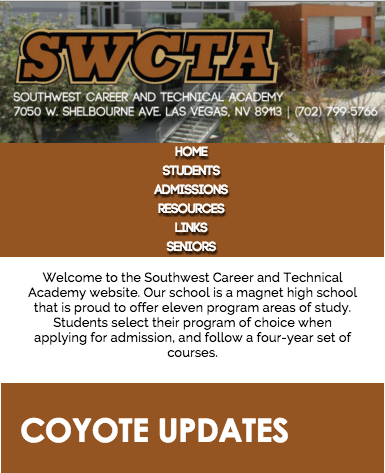 SWCTA
SOUTHWEST CAREER AND TECHNICAL ACADEMY
7050 W. SHELBOURNE AVE. LAS VEGAS, NV 89113 | (702) 799-5766
HOME
STUDENTS
ADMISSIONS
RESOURCES
LINKS
SENIORS
Welcome to the Southwest Career and Technical
Academy website. Our school is a magnet high school
that is proud to offer eleven program areas of study.
Students select their program of choice when
applying for admission, and follow a four-year set of
courses.
COYOTE UPDATES